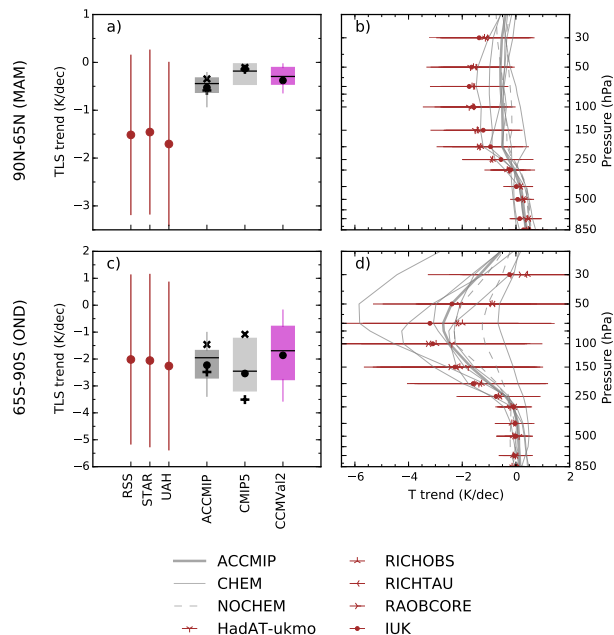 a)
b)
90N-65N (MAM)
TLS trend (K/dec)
1
0
−1
−2
−3
30
50
100
150
250
500
850
Pressure (hPa)
c)
d)
65S-90S (OND)
TLS trend (K/dec)
2
1
0
−1
−2
−3
−4
−5
−6
30
50
100
150
250
500
850
Pressure (hPa)
RSS
STAR
UAH
ACCMIP
CMIP5
CCMVal2
−6
−4
−2
0
2
T trend (K/dec)
ACCMIP
CHEM
NOCHEM
HadAT-ukmo
RICHOBS
RICHTAU
RAOBCORE
IUK